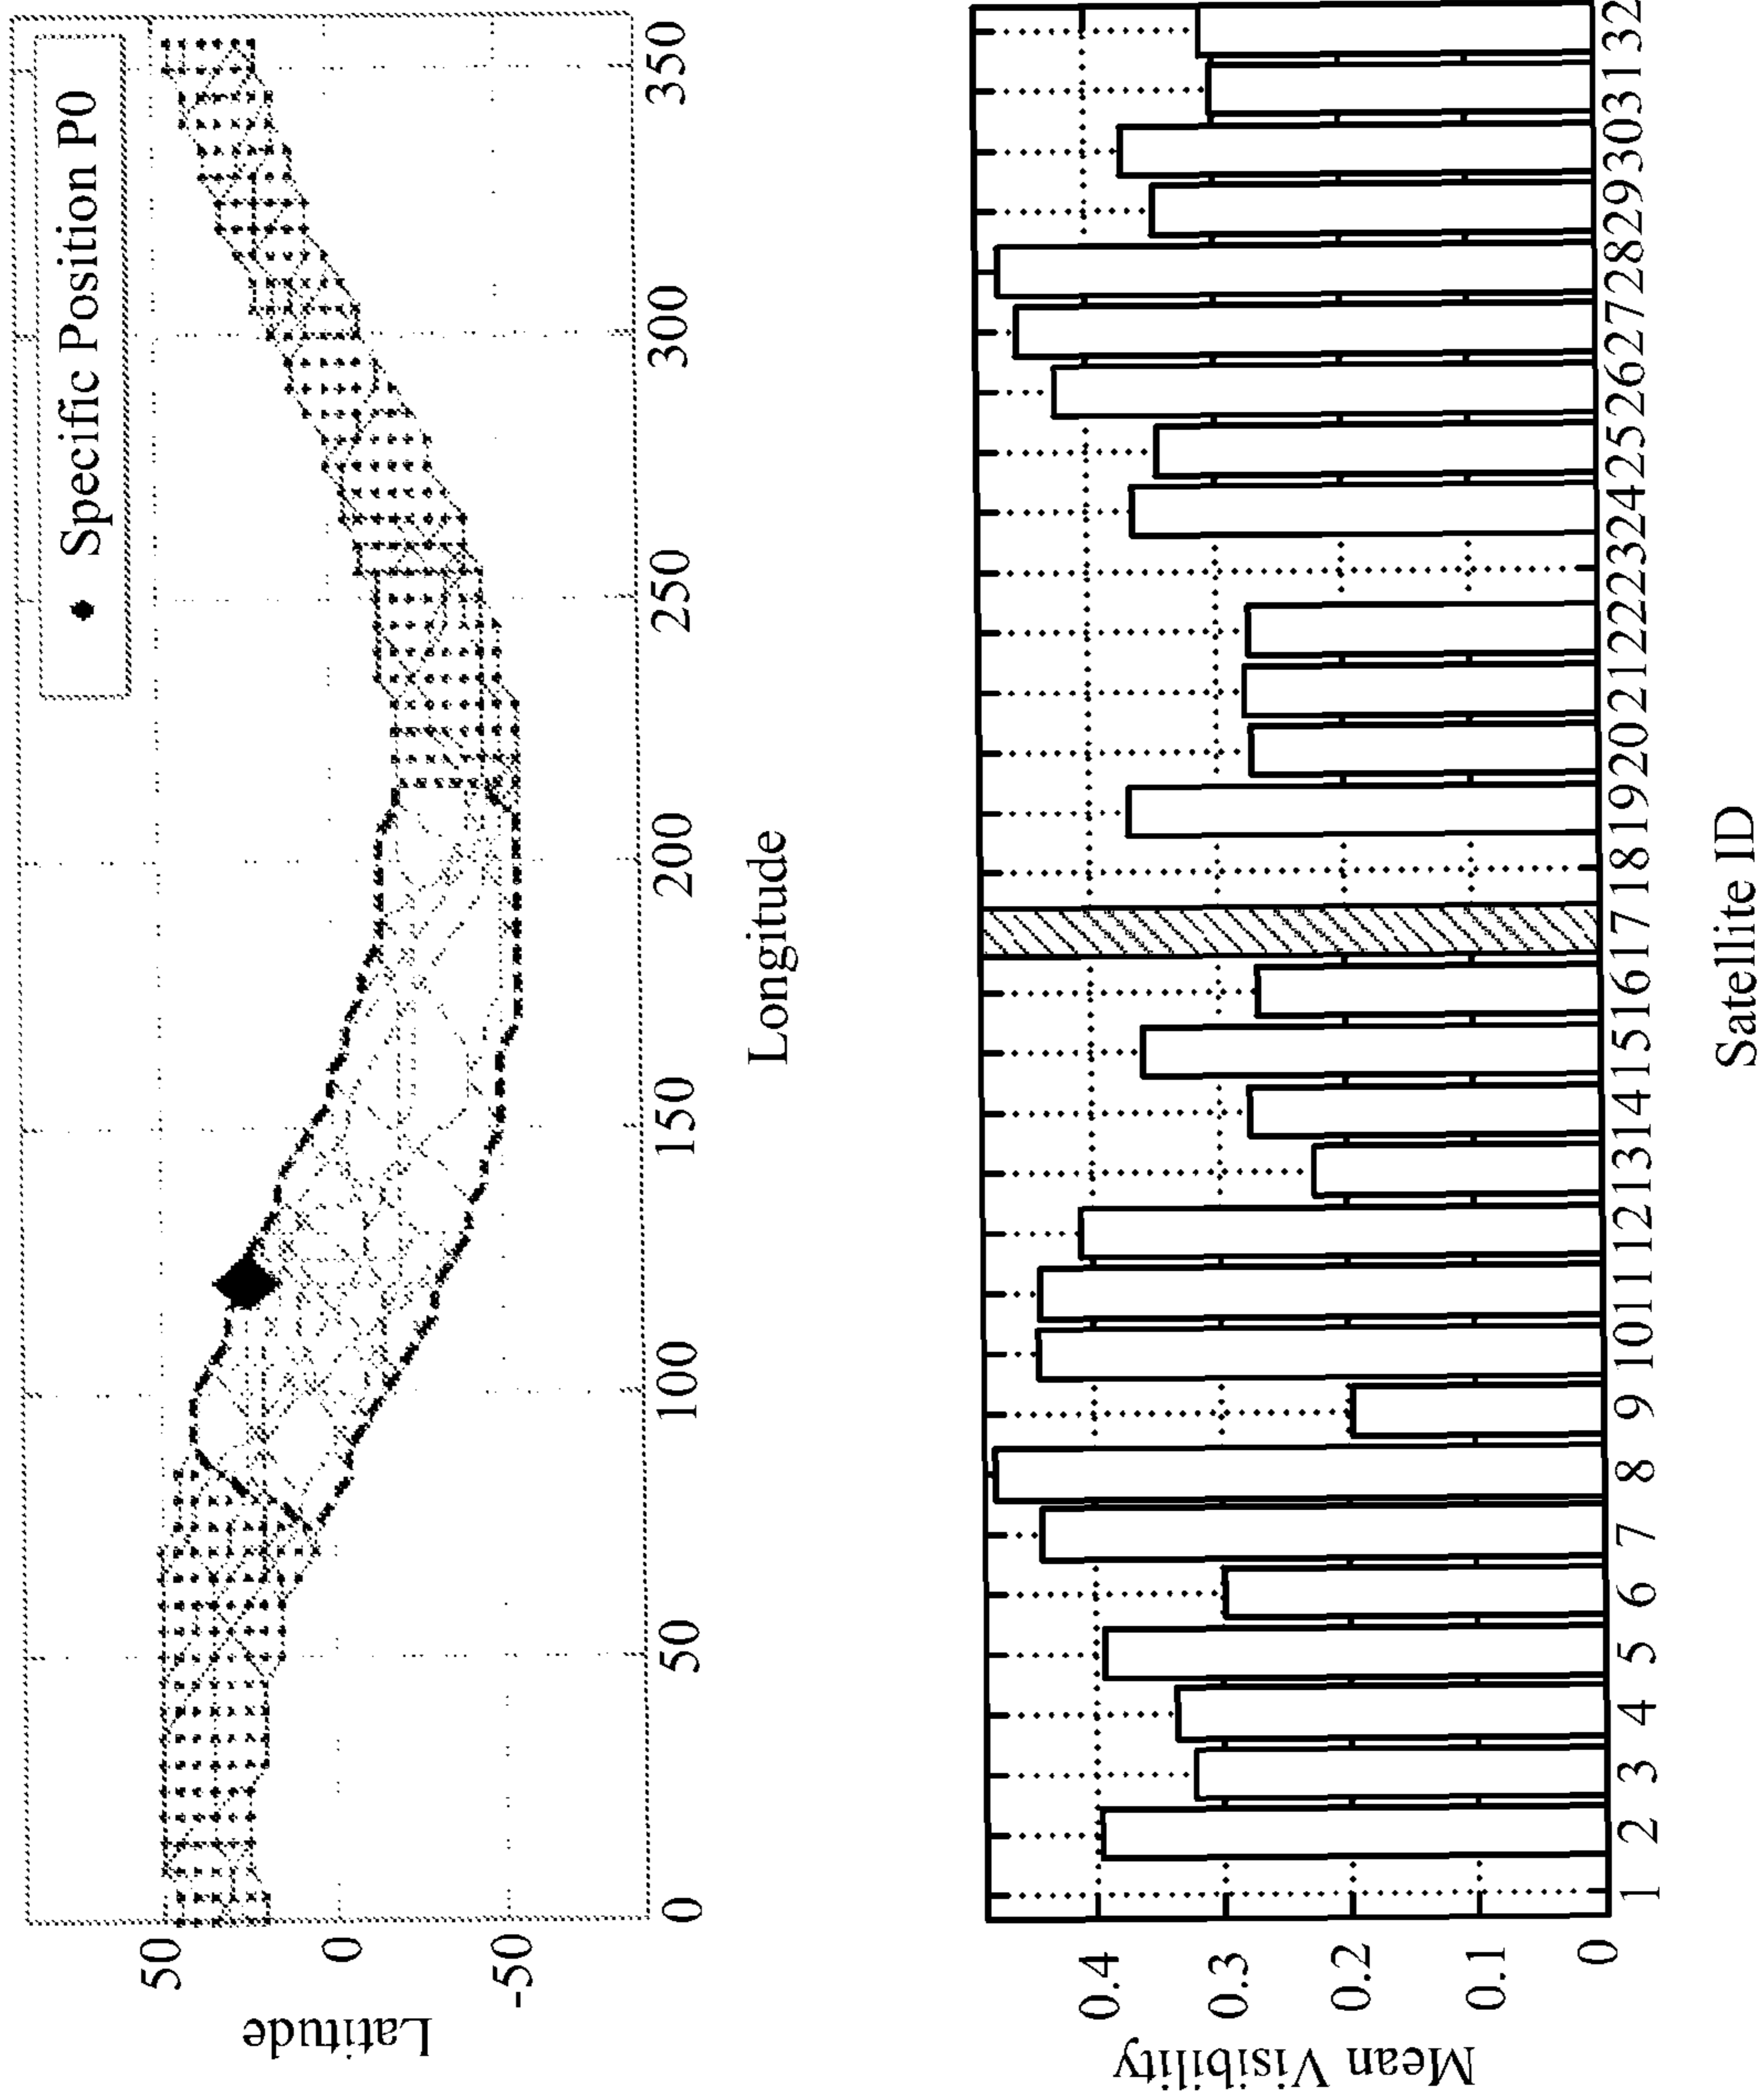 Specific Position P0
Latitude
50
0
-50
0 50 100 150 200 250 300 350
Longitude
Mean Visibility
0.4
0.3
0.2
0.1
0
1 2 3 4 5 6 7 8 9 10 11 12 13 14 15 16 17 18 19 20 21 22 23 24 25 26 27 28 29 30 31 32
Satellite ID